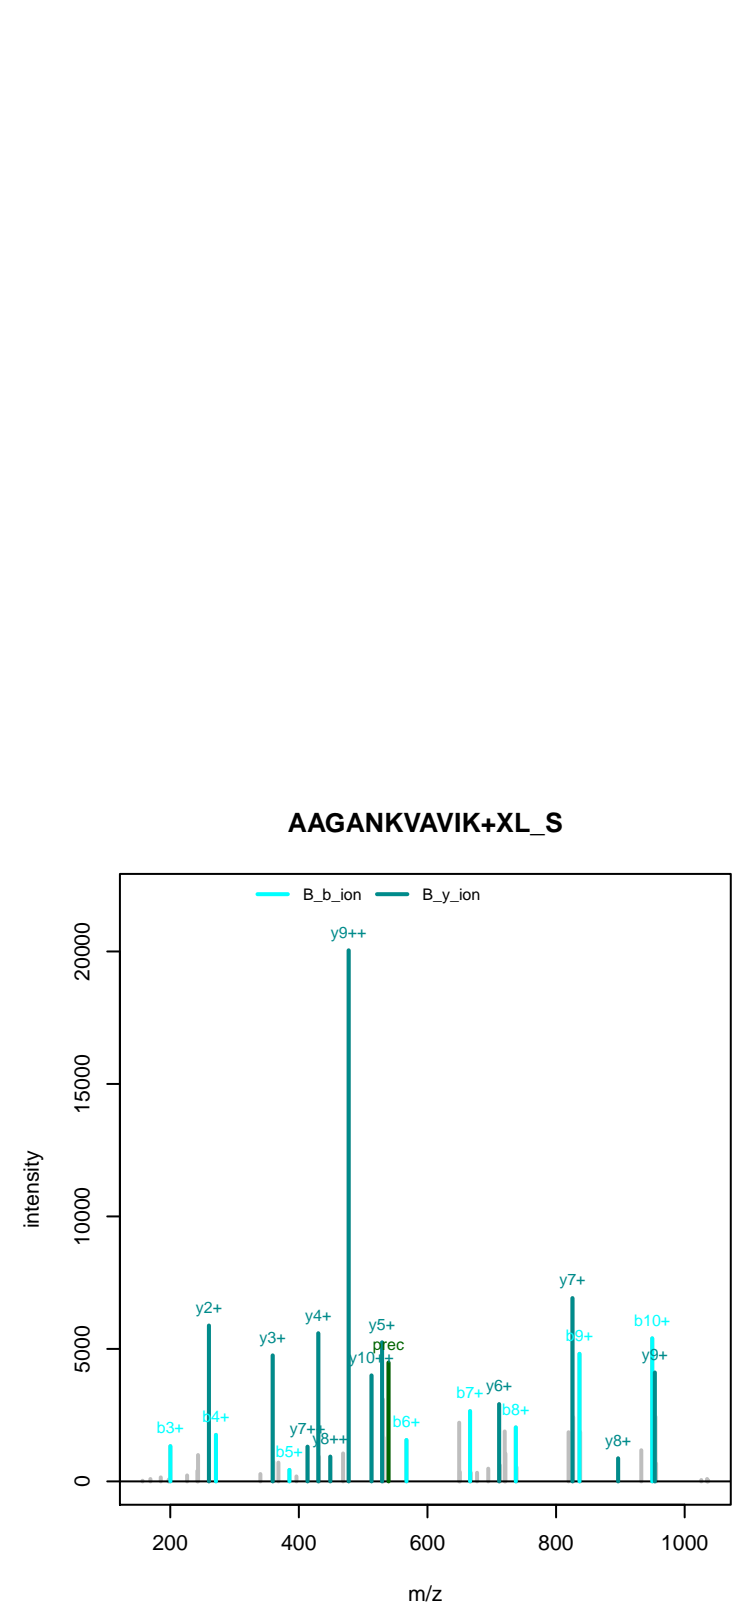 AAGANKVAVIK+XL_S
B_b_ion B_y_ion
y9++
20000
15000
intensity
10000
y7+
y2+
b10+
y4+
y5+
y3+
b9+
5000
prec
y10++
y9+
b7+
y6+
b3+
b4+
b8+
b6+
y7++
y8++
y8+
b5+
0
200 400 600 800 1000
m/z